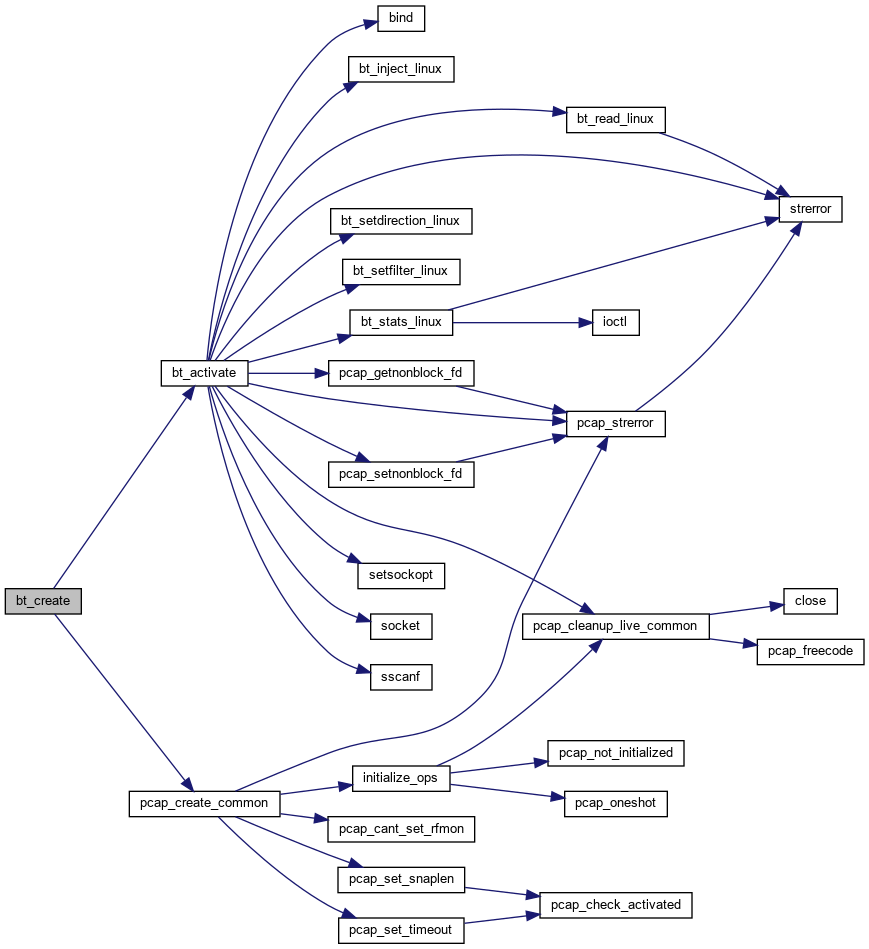 bind
bt_inject_linux
bt_read_linux
strerror
bt_setdirection_linux
bt_setfilter_linux
bt_stats_linux
ioctl
bt_activate
pcap_getnonblock_fd
pcap_strerror
pcap_setnonblock_fd
setsockopt
bt_create
close
socket
pcap_cleanup_live_common
pcap_freecode
sscanf
pcap_not_initialized
initialize_ops
pcap_create_common
pcap_oneshot
pcap_cant_set_rfmon
pcap_set_snaplen
pcap_check_activated
pcap_set_timeout